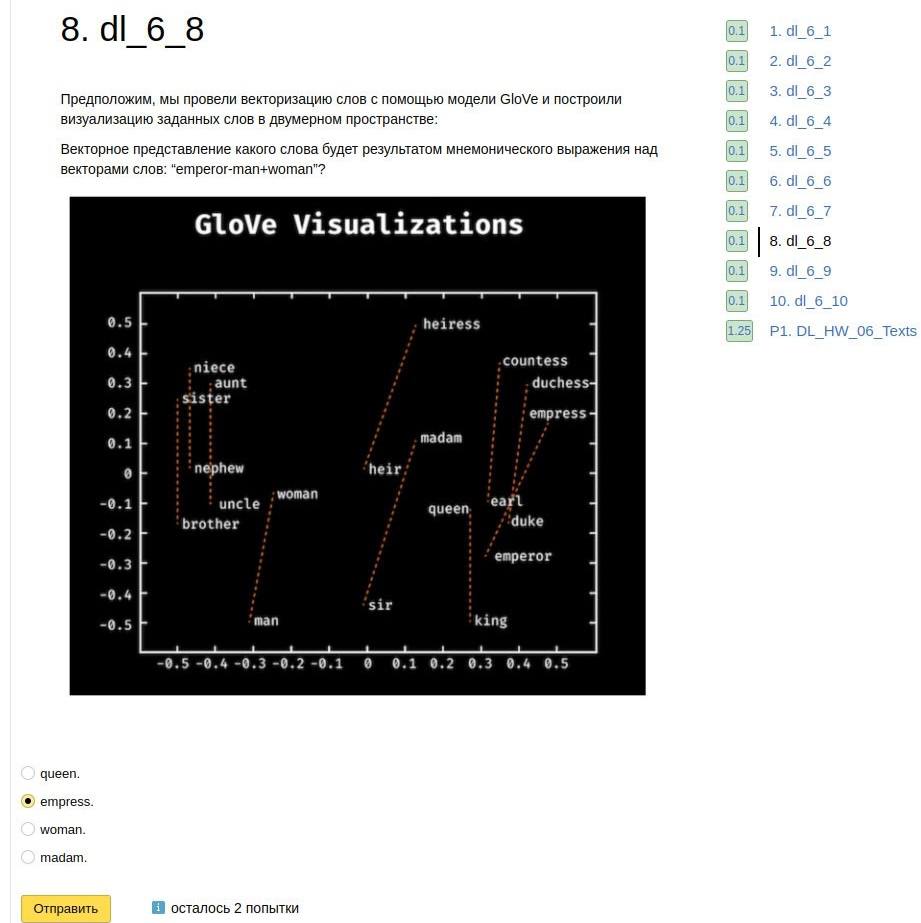 8. dl_6_8
Предположим, мы провели векторизацию слов с помощью модели GloVe и построили
визуализацию заданных слов в двумерном пространстве:
Векторное представление какого слова будет результатом мнемонического выражения над
векторами слов: “emperor-man+woman”?
GloVe Visualizations
0.5
0.4
0.3
0.2
0.1
0
-0.1
-0.2
-0.3
-0.4
-0.5
heiress
countess
niece
aunt
duchess
sister
empress
madam
nephew
heir
woman
uncle
queen
earl
brother
duke
emperor
sir
man
king
-0.5 -0.4 -0.3 -0.2 -0.1 0 0.1 0.2 0.3 0.4 0.5
queen.
empress.
woman.
madam.
Отправить
i осталось 2 попытки
0.1 1. dl_6_1
0.1 2. dl_6_2
0.1 3. dl_6_3
0.1 4. dl_6_4
0.1 5. dl_6_5
0.1 6. dl_6_6
0.1 7. dl_6_7
0.1 8. dl_6_8
0.1 9. dl_6_9
0.1 10. dl_6_10
1.25 P1. DL_HW_06_Texts